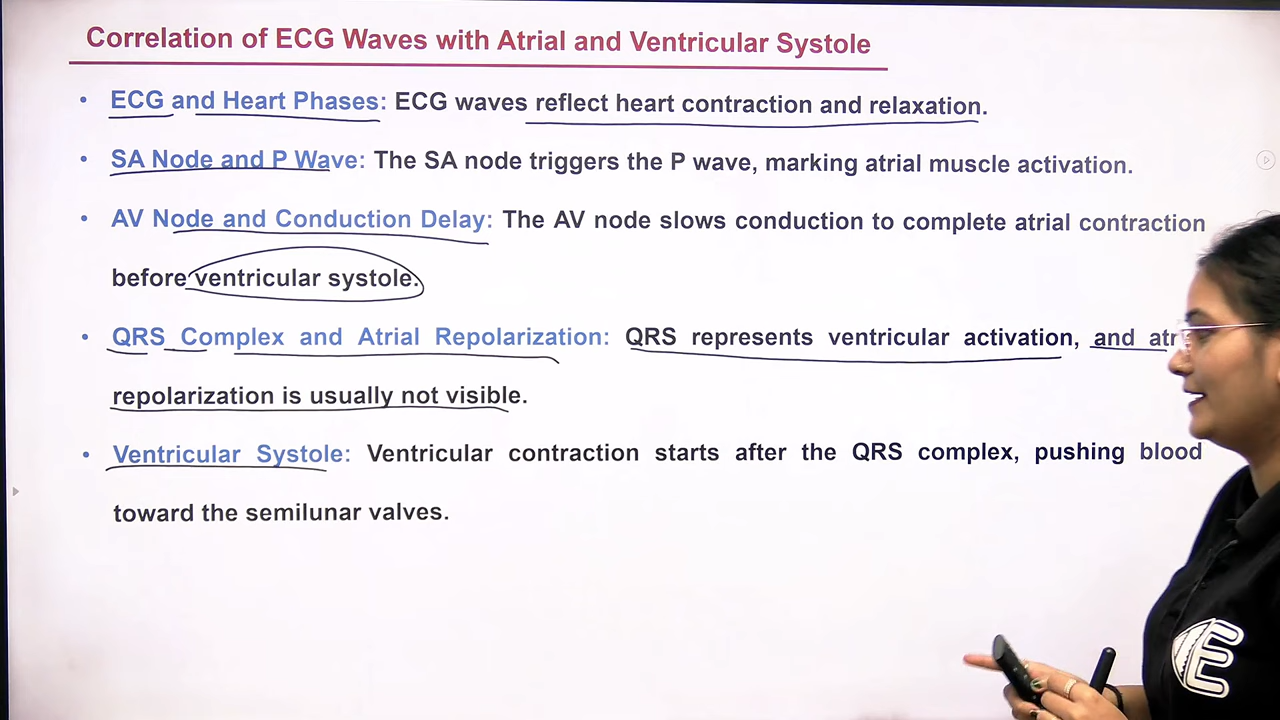 Correlation of ECG Waves with Atrial and Ventricular Systole
• ECG and Heart Phases: ECG waves reflect heart contraction and relaxation.
• SA Node and P Wave: The SA node triggers the P wave, marking atrial muscle activation.
• AV Node and Conduction Delay: The AV node slows conduction to complete atrial contraction
before ventricular systole.
• QRS Complex and Atrial Repolarization: QRS represents ventricular activation, and atr
repolarization is usually not visible.
• Ventricular Systole: Ventricular contraction starts after the QRS complex, pushing blood
toward the semilunar valves.
E